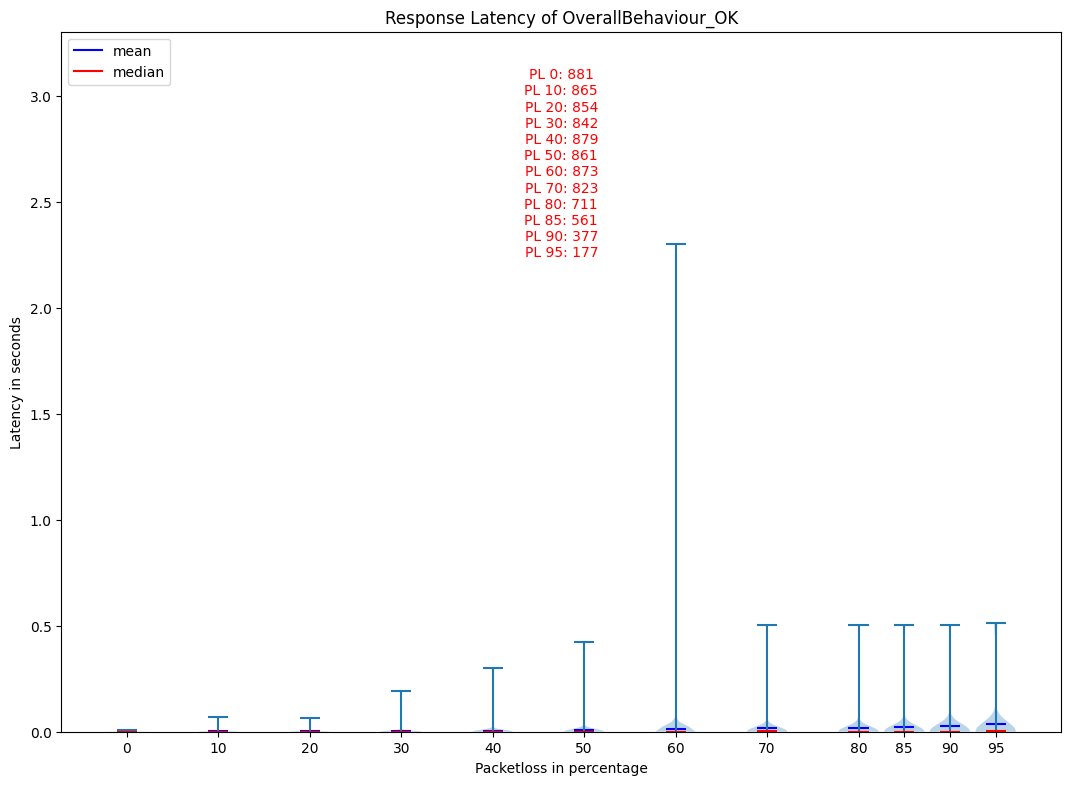 Response Latency of OverallBehaviour_OK
mean
median
PL 0: 881
PL 10: 865
PL 20: 854
PL 30: 842
PL 40: 879
PL 50: 861
PL 60: 873
PL 70: 823
PL 80: 711
PL 85: 561
PL 90: 377
PL 95: 177
Latency in seconds
3.0
2.5
2.0
1.5
1.0
0.5
0.0
0 10 20 30 40 50 60 70 80 85 90 95
Packetloss in percentage